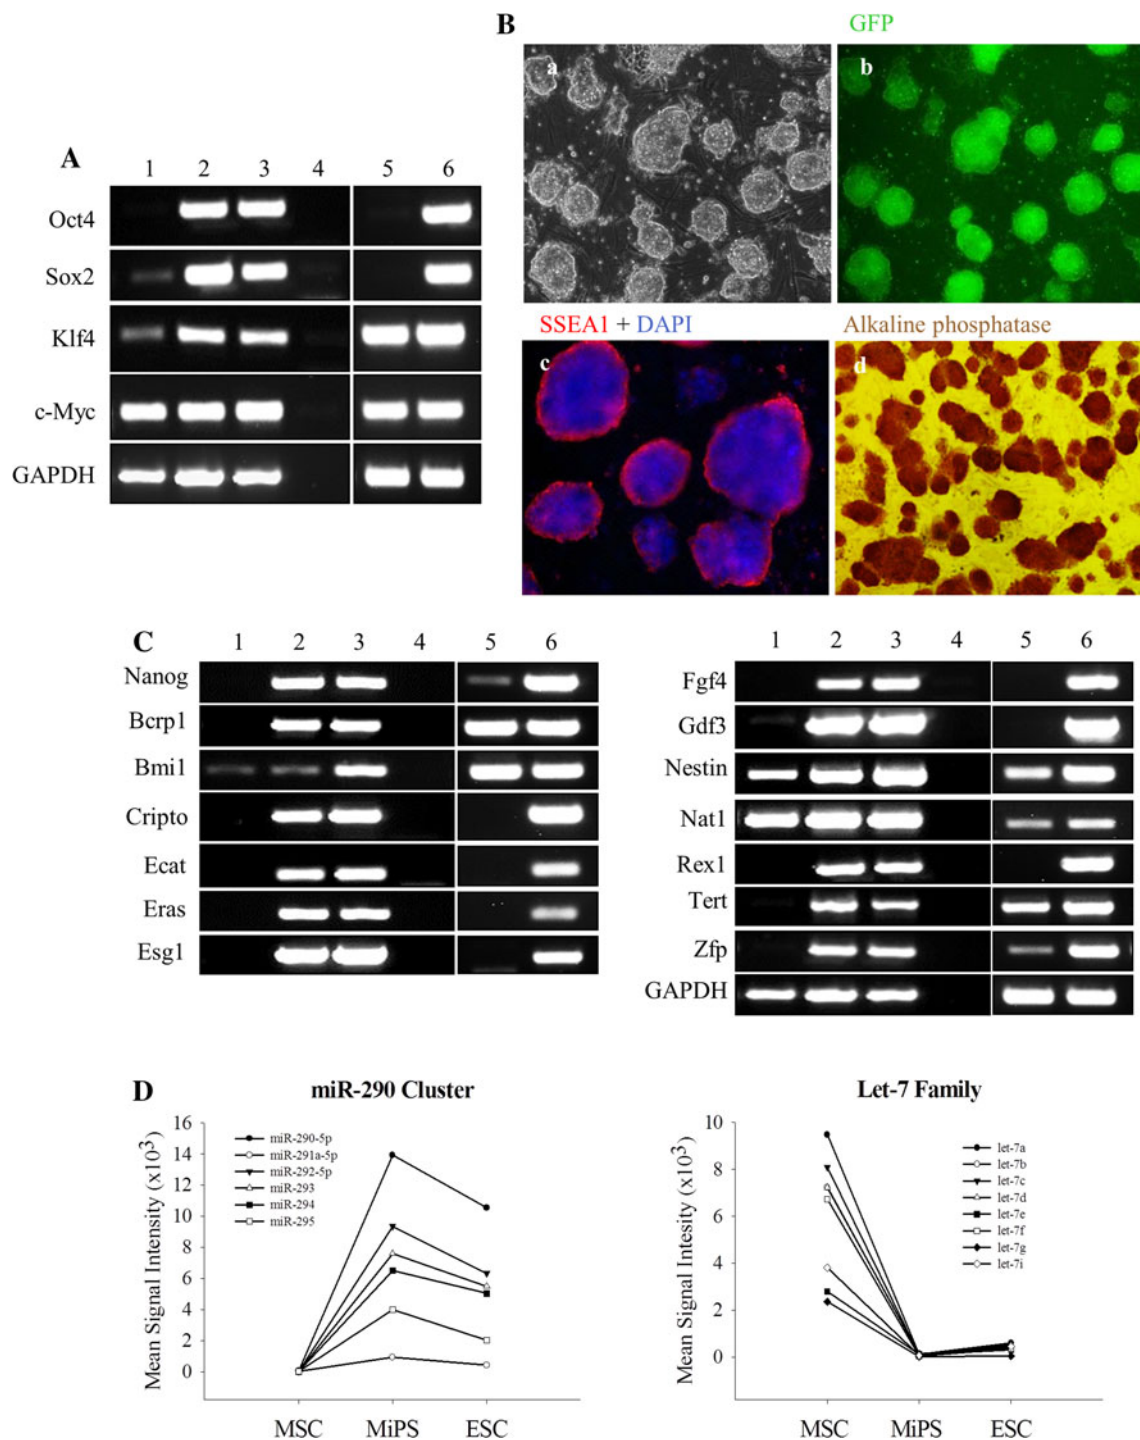 A
1 2 3 4 5 6
Oct4
Sox2
Klf4
c-Myc
GAPDH
B
GFP
a
b
SSEA1 + DAPI
Alkaline phosphatase
c
d
C
1 2 3 4 5 6
Nanog
Bcrp1
Bmi1
Cripto
Ecat
Eras
Esg1
1 2 3 4 5 6
Fgf4
Gdf3
Nestin
Nat1
Rex1
Tert
Zfp
GAPDH
D
miR-290 Cluster
Mean Signal Intensity (x10³)
16
14
12
10
8
6
4
2
0
miR-290-5p
miR-291a-5p
miR-292-5p
miR-293
miR-294
miR-295
MSC MiPS ESC
Let-7 Family
Mean Signal Intesity (x10³)
10
8
6
4
2
0
let-7a
let-7b
let-7c
let-7d
let-7e
let-7f
let-7g
let-7i
MSC MiPS ESC